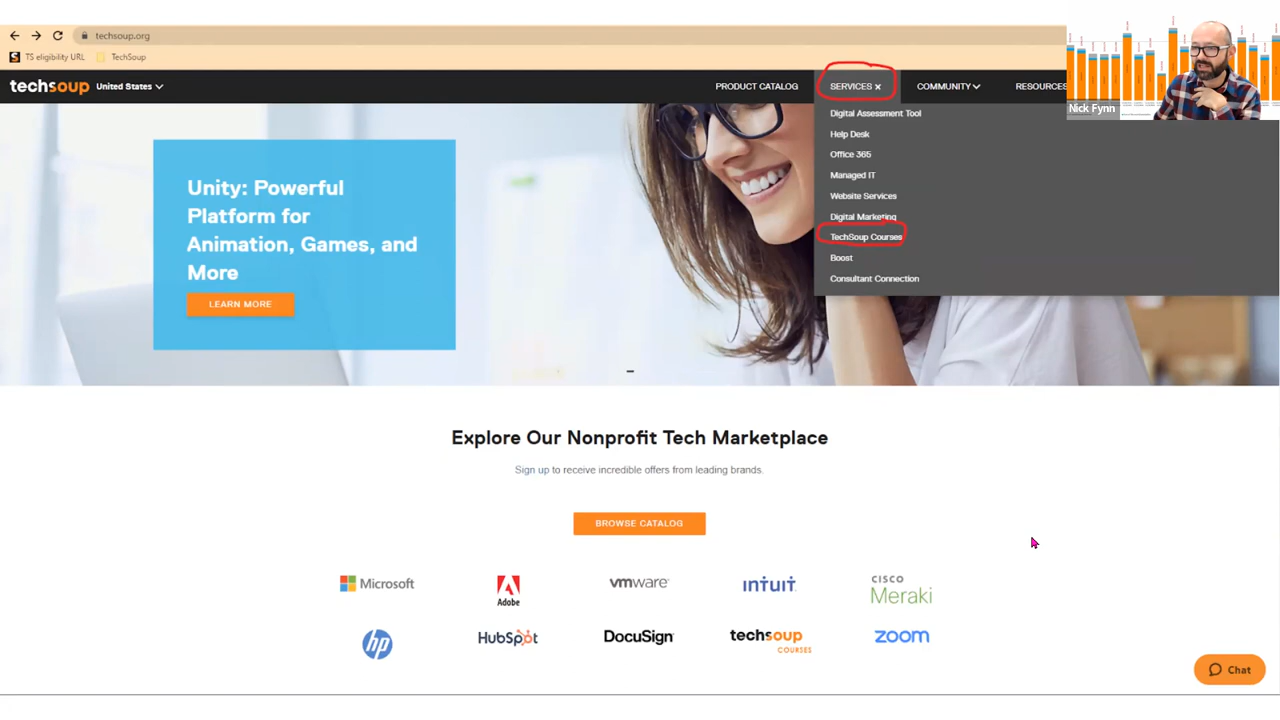 techsoup.org
TS eligibility URL
TechSoup
techsoup
United States
PRODUCT CATALOG
SERVICES
COMMUNITY
RESOURCES
Nick Fynn
Digital Assessment Tool
Help Desk
Office 365
Managed IT
Website Services
Digital Marketing
TechSoup Courses
Boost
Consultant Connection
Unity: Powerful
Platform for
Animation, Games, and
More
LEARN MORE
Explore Our Nonprofit Tech Marketplace
Sign up to receive incredible offers from leading brands.
BROWSE CATALOG
Microsoft
Adobe
vmware
INTUIT
CISCO
Meraki
hp
HubSpot
DocuSign
techsoup
COURSES
zoom
Chat